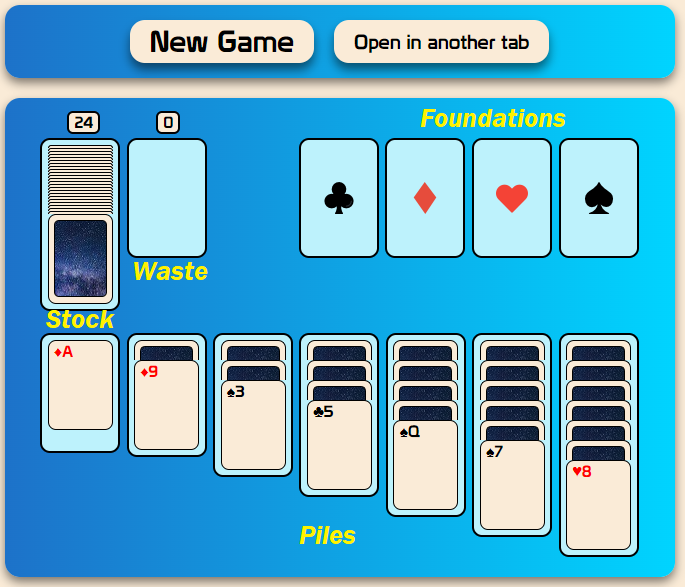 New Game
Open in another tab
24
0
Foundations
Waste
Stock
♦A
♦9
♠3
♣5
♠Q
♠7
♥8
Piles